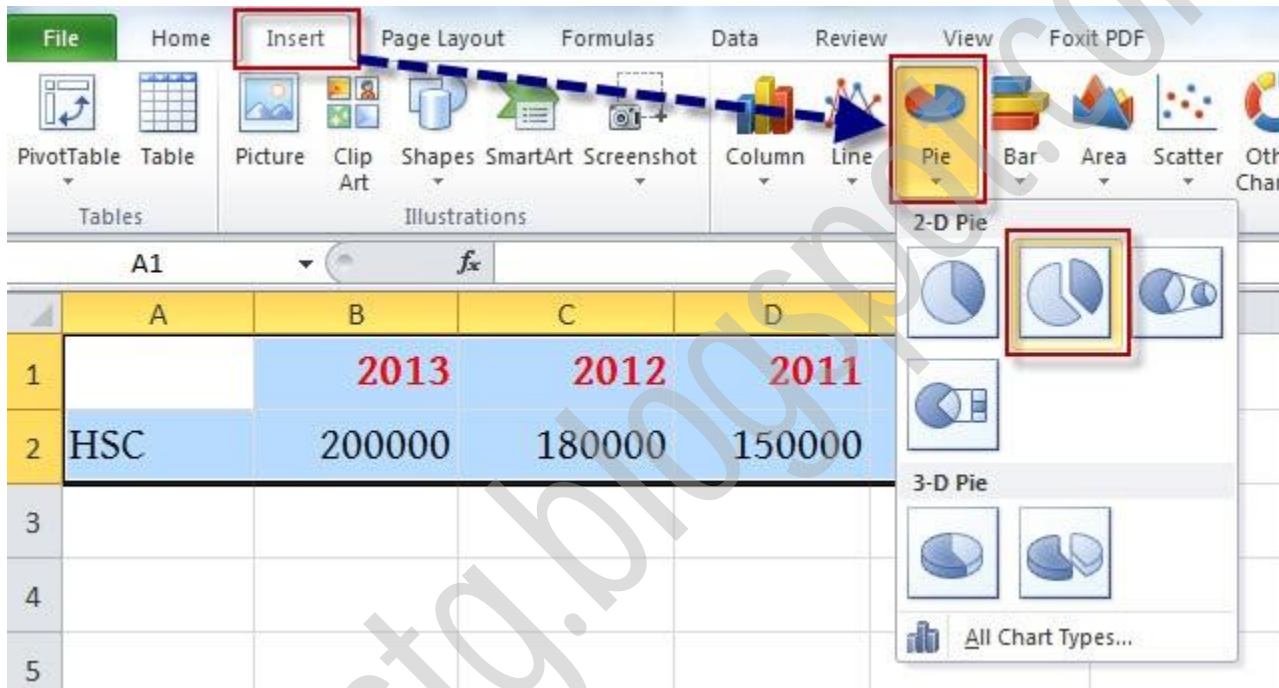 File Home Insert Page Layout Formulas Data Review View Foxit PDF
PivotTable Table Picture Clip Art Shapes SmartArt Screenshot Column Line Pie Bar Area Scatter
Tables Illustrations
2-D Pie
A1 fx
A B C D
1 2013 2012 2011
2 HSC 200000 180000 150000
3
3-D Pie
4
All Chart Types...
5